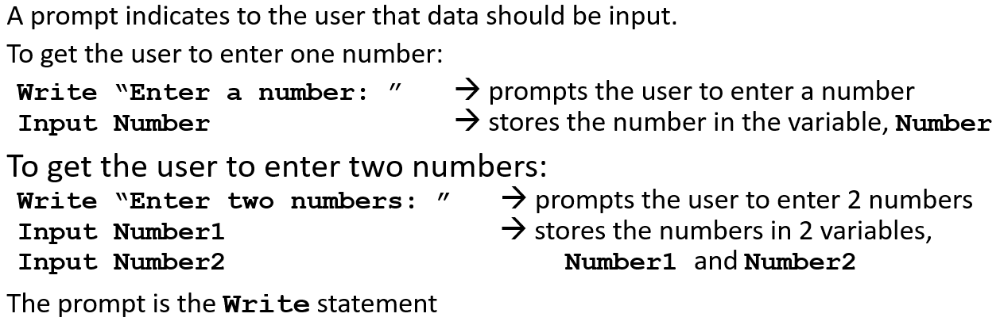 A prompt indicates to the user that data should be input.
To get the user to enter one number:
Write “Enter a number: ” → prompts the user to enter a number
Input Number → stores the number in the variable, Number
To get the user to enter two numbers:
Write “Enter two numbers: ” → prompts the user to enter 2 numbers
Input Number1 → stores the numbers in 2 variables,
Input Number2 Number1 and Number2
The prompt is the Write statement